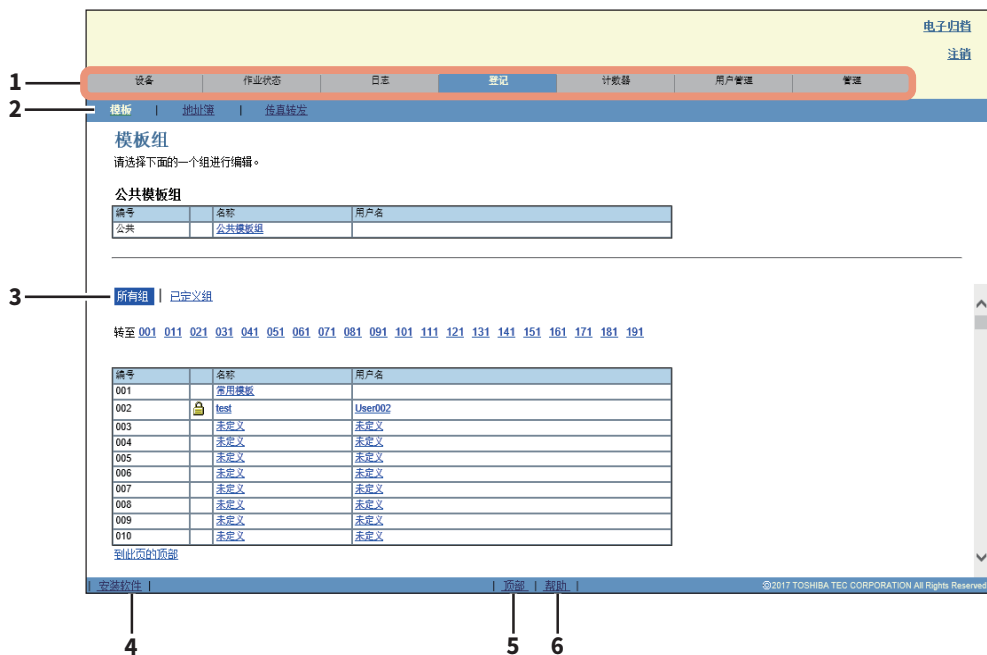 电子归档
注销
1 设备 作业状态 日志 登记 计数器 用户管理 管理
2 模板 | 地址簿 | 传真转发
模板组
请选择下面的一个组进行编辑。
公共模板组
编号 名称 用户名
公共 公共模板组
3 所有组 | 已定义组
转至 001 011 021 031 041 051 061 071 081 091 101 111 121 131 141 151 161 171 181 191
编号 名称 用户名
001 常用模板
002 test User002
003 未定义 未定义
004 未定义 未定义
005 未定义 未定义
006 未定义 未定义
007 未定义 未定义
008 未定义 未定义
009 未定义 未定义
010 未定义 未定义
到此页的顶部
| 安装软件 | | 顶部 | 帮助 | ©2017 TOSHIBA TEC CORPORATION All Rights Reserved
4 5 6